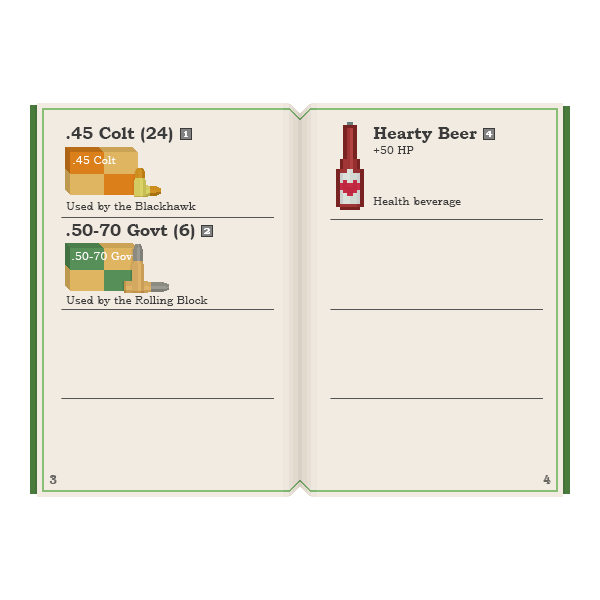 .45 Colt (24) 1
.45 Colt
Used by the Blackhawk
.50-70 Govt (6) 2
.50-70 Gov
Used by the Rolling Block
3
Hearty Beer 4
+50 HP
Health beverage
4